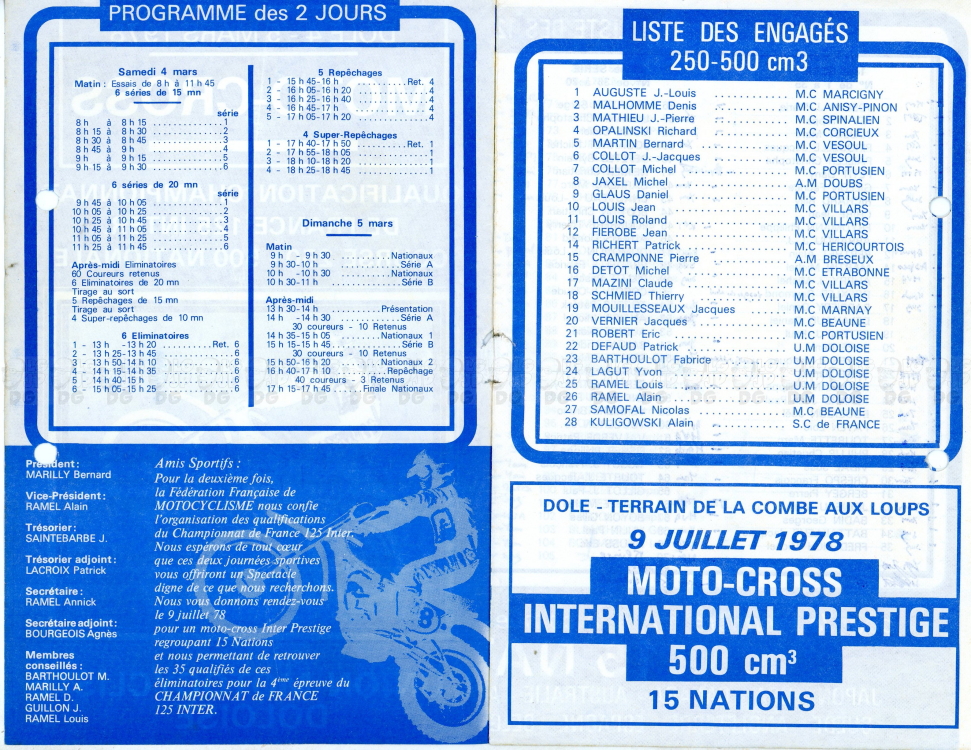 PROGRAMME des 2 JOURS
Samedi 4 mars
Matin : Essais de 8 h à 11 h 45
6 séries de 15 mn
série
8 h à 8 h 15 ..................1
8 h 15 à 8 h 30 ..................2
8 h 30 à 8 h 45 ..................3
8 h 45 à 9 h ..................4
9 h à 9 h 15 ..................5
9 h 15 à 9 h 30 ..................6
6 séries de 20 mn
série
9 h 45 à 10 h 05 ..................1
10 h 05 à 10 h 25 ..................2
10 h 25 à 10 h 45 ..................3
10 h 45 à 11 h 05 ..................4
11 h 05 à 11 h 25 ..................5
11 h 25 à 11 h 45 ..................6
Après-midi Eliminatoires
60 Coureurs retenus
6 Eliminatoires de 20 mn
Tirage au sort
5 Repêchages de 15 mn
Tirage au sort
4 Super-repêchages de 10 mn
6 Eliminatoires
1 - 13 h -13 h 20 ..........Ret. 6
2 - 13 h 25-13 h 45 ..............6
3 - 13 h 50-14 h 10 ..............6
4 - 14 h 15-14 h 35 ..............6
5 - 14 h 40-15 h ..............6
6 - 15 h 05-15 h 25 ..............6
5 Repêchages
1 - 15 h 45-16 h ..........Ret. 4
2 - 16 h 05-16 h 20 ..............4
3 - 16 h 25-16 h 40 ..............4
4 - 16 h 45-17 h ..............4
5 - 17 h 05-17 h 20 ..............4
4 Super-Repêchages
1 - 17 h 40-17 h 50 ..........Ret. 1
2 - 17 h 55-18 h 05 ..............1
3 - 18 h 10-18 h 20 ..............1
4 - 18 h 25-18 h 45 ..............1
Dimanche 5 mars
Matin
9 h - 9 h 30 ..........Nationaux
9 h 30-10 h ..............Série A
10 h -10 h 30 ..........Nationaux
10 h 30-11 h ..............Série B
Après-midi
13 h 30-14 h ............Présentation
14 h -14 h 30 ..............Série A
30 coureurs - 10 Retenus
14 h 35-15 h 05 ........Nationaux 1
15 h 15-15 h 45 ..............Série B
30 coureurs - 10 Retenus
15 h 50-16 h 20 ........Nationaux 2
16 h 40-17 h 10 ..........Repêchage
40 coureurs - 3 Retenus
17 h 15-17 h 45 ......Finale Nationaux
Président :
MARILLY Bernard
Vice-Président :
RAMEL Alain
Trésorier :
SAINTEBARBE J.
Trésorier adjoint :
LACROIX Patrick
Secrétaire :
RAMEL Annick
Secrétaire adjoint :
BOURGEOIS Agnès
Membres
conseillés :
BARTHOULOT M.
MARILLY A.
RAMEL D.
GUILLON J.
RAMEL Louis
Amis Sportifs :
Pour la deuxième fois,
la Fédération Française de
MOTOCYCLISME nous confie
l'organisation des qualifications
du Championnat de France 125 Inter.
Nous espérons de tout cœur
que ces deux journées sportives
vous offriront un Spectacle
digne de ce que nous recherchons.
Nous vous donnons rendez-vous
le 9 juillet 78
pour un moto-cross Inter Prestige
regroupant 15 Nations
et nous permettant de retrouver
les 35 qualifiés de ces
éliminatoires pour la 4ème épreuve du
CHAMPIONNAT de FRANCE
125 INTER.
8
LISTE DES ENGAGÉS
250-500 cm3
1 AUGUSTE J.-Louis ............ M.C MARCIGNY
2 MALHOMME Denis ............ M.C ANISY-PINON
3 MATHIEU J.-Pierre ............ M.C SPINALIEN
4 OPALINSKI Richard ............ M.C CORCIEUX
5 MARTIN Bernard ............ M.C VESOUL
6 COLLOT J.-Jacques ............ M.C VESOUL
7 COLLOT Michel ............ M.C PORTUSIEN
8 JAXEL Michel ............ A.M DOUBS
9 GLAUS Daniel ............ M.C PORTUSIEN
10 LOUIS Jean ............ M.C VILLARS
11 LOUIS Roland ............ M.C VILLARS
12 FIEROBE Jean ............ M.C VILLARS
14 RICHERT Patrick ............ M.C HERICOURTOIS
15 CRAMPONNE Pierre ............ A.M BRESEUX
16 DETOT Michel ............ M.C ETRABONNE
17 MAZINI Claude ............ M.C VILLARS
18 SCHMIED Thierry ............ M.C VILLARS
19 MOUILLESSEAUX Jacques ........ M.C MARNAY
20 VERNIER Jacques ............ M.C BEAUNE
21 ROBERT Eric ............ M.C PORTUSIEN
22 DEFAUD Patrick ............ U.M DOLOISE
23 BARTHOULOT Fabrice ............ U.M DOLOISE
24 LAGUT Yvon ............ U.M DOLOISE
25 RAMEL Louis ............ U.M DOLOISE
26 RAMEL Alain ............ U.M DOLOISE
27 SAMOFAL Nicolas ............ M.C BEAUNE
28 KULIGOWSKI Alain ............ S.C de FRANCE
DOLE - TERRAIN DE LA COMBE AUX LOUPS
9 JUILLET 1978
MOTO-CROSS
INTERNATIONAL PRESTIGE
500 cm³
15 NATIONS